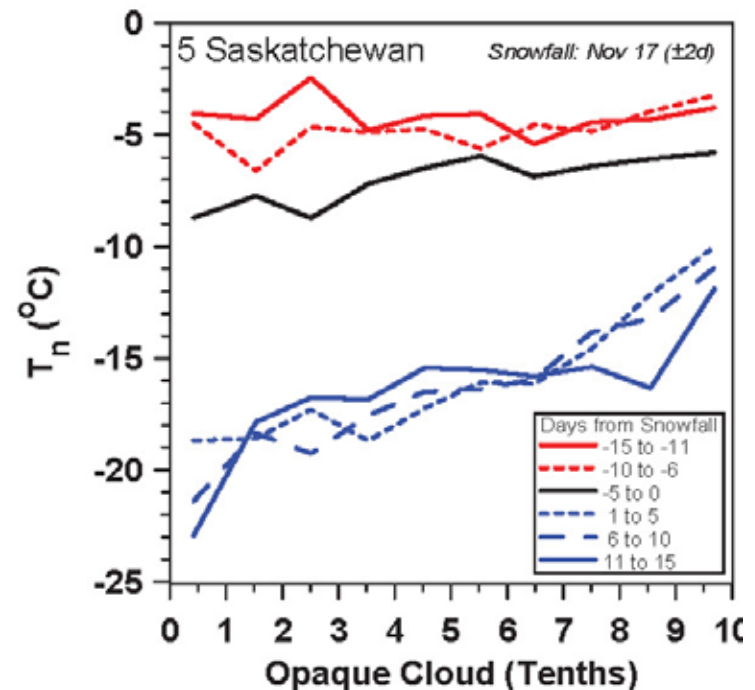 5 Saskatchewan
Snowfall: Nov 17 (±2d)
0
-5
-10
-15
-20
-25
Tn (oC)
Days from Snowfall
-15 to -11
-10 to -6
-5 to 0
1 to 5
6 to 10
11 to 15
0 1 2 3 4 5 6 7 8 9 10
Opaque Cloud (Tenths)